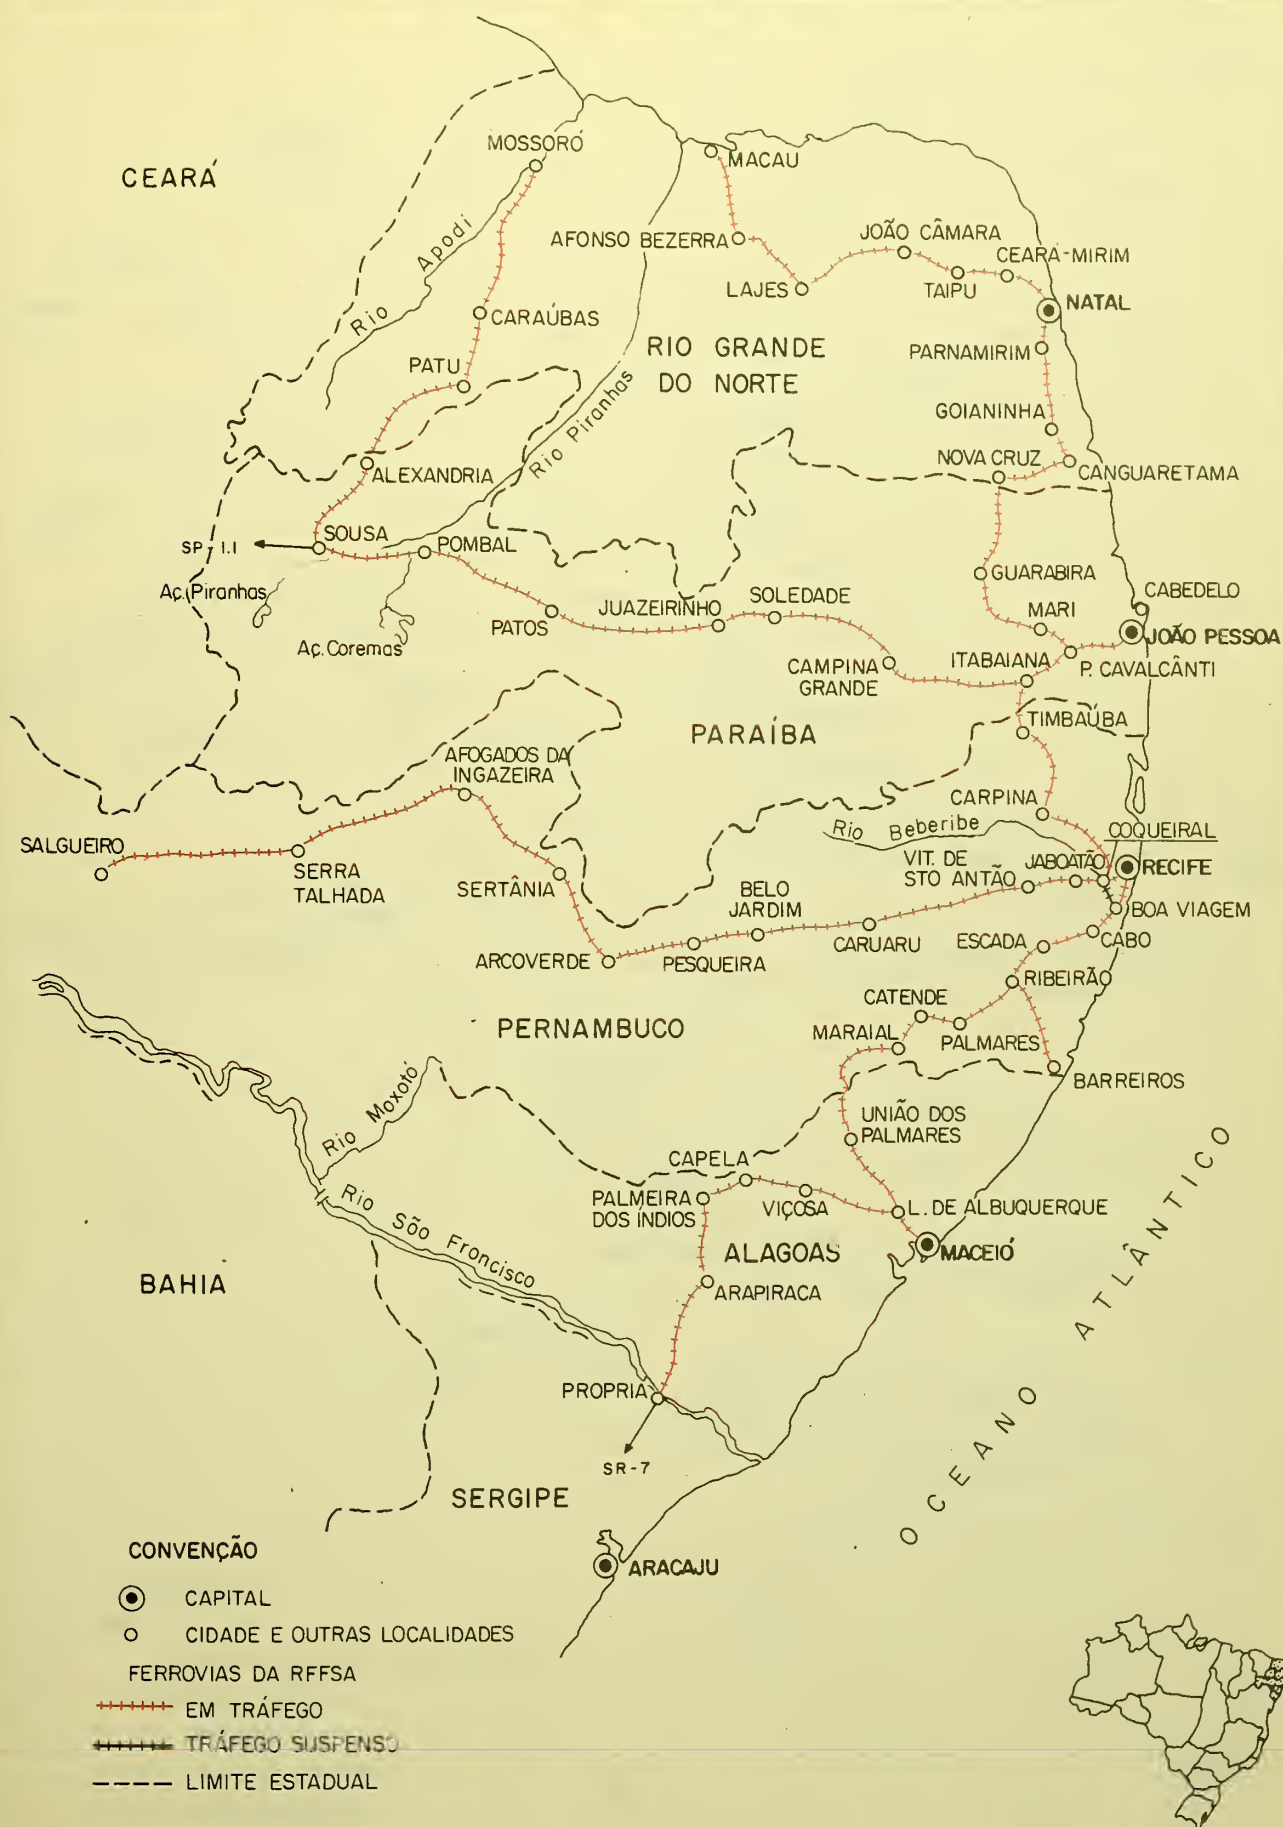 MOSSORÓ
MACAU
CEARÁ
Rio Apodi
AFONSO BEZERRA
JOÃO CÂMARA
CEARÁ-MIRIM
LAJES
TAIPU
NATAL
CARAÚBAS
RIO GRANDE
DO NORTE
PARNAMIRIM
PATU
GOIANINHA
Rio Piranhas
NOVA CRUZ
CANGUARETAMA
ALEXANDRIA
SOUSA
SP-1.1
POMBAL
Aç. Piranhas
GUARABIRA
CABEDELO
JUAZEIRINHO
SOLEDADE
MARI
PATOS
JOÃO PESSOA
Aç. Coremas
CAMPINA
GRANDE
ITABAIANA
P. CAVALCÂNTI
PARAÍBA
TIMBAÚBA
AFOGADOS DA
INGAZEIRA
CARPINA
Rio Beberibe
COQUEIRAL
SALGUEIRO
SERRA
TALHADA
SERTÂNIA
VIT. DE
STO ANTÃO
JABOATÃO
RECIFE
BELO
JARDIM
BOA VIAGEM
ARCOVERDE
PESQUEIRA
CARUARU
ESCADA
CABO
RIBEIRÃO
CATENDE
PERNAMBUCO
MARAIAL
PALMARES
BARREIROS
Rio Moxotó
UNIÃO DOS
PALMARES
CAPELA
PALMEIRA
DOS ÍNDIOS
VIÇOSA
L. DE ALBUQUERQUE
Rio São Francisco
ALAGOAS
MACEIÓ
BAHIA
ARAPIRACA
OCEANO ATLÂNTICO
PROPRIA
SR-7
SERGIPE
ARACAJU
CONVENÇÃO
CAPITAL
CIDADE E OUTRAS LOCALIDADES
FERROVIAS DA RFFSA
EM TRÁFEGO
TRÁFEGO SUSPENSO
LIMITE ESTADUAL